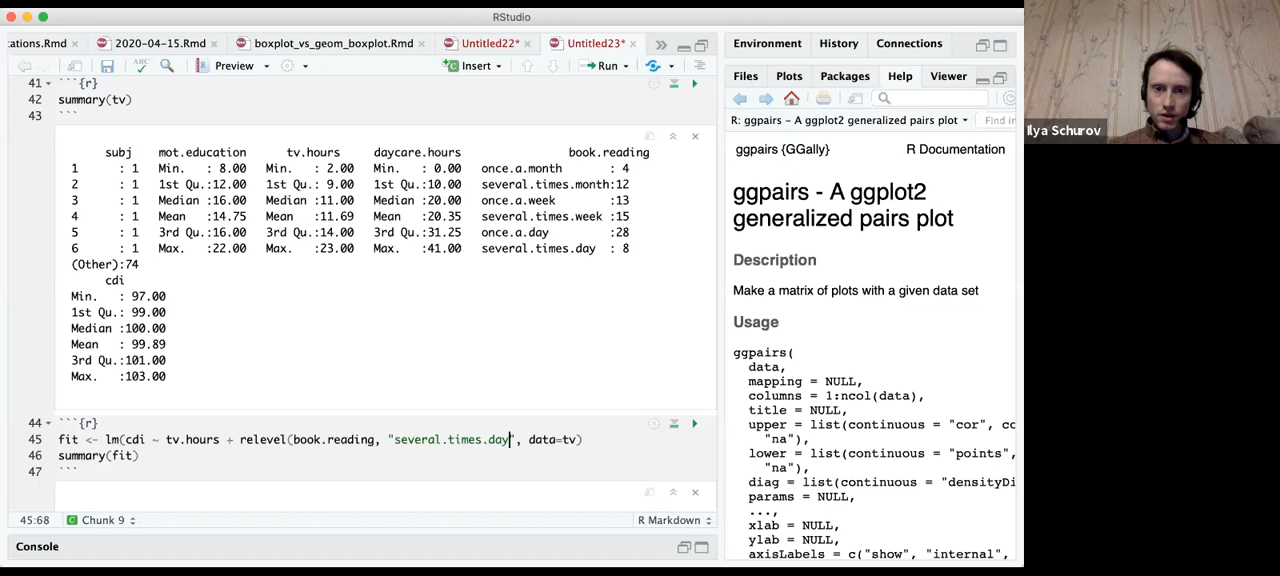 RStudio
cations.Rmd 2020-04-15.Rmd boxplot_vs_geom_boxplot.Rmd Untitled22* Untitled23*
ABC Preview Insert Run
41 ```{r}
42 summary(tv)
43 ```
subj mot.education tv.hours daycare.hours book.reading
1 : 1 Min. : 8.00 Min. : 2.00 Min. : 0.00 once.a.month : 4
2 : 1 1st Qu.:12.00 1st Qu.: 9.00 1st Qu.:10.00 several.times.month:12
3 : 1 Median :16.00 Median :11.00 Median :20.00 once.a.week :13
4 : 1 Mean :14.75 Mean :11.69 Mean :20.35 several.times.week :15
5 : 1 3rd Qu.:16.00 3rd Qu.:14.00 3rd Qu.:31.25 once.a.day :28
6 : 1 Max. :22.00 Max. :23.00 Max. :41.00 several.times.day : 8
(Other):74
cdi
Min. : 97.00
1st Qu.: 99.00
Median :100.00
Mean : 99.89
3rd Qu.:101.00
Max. :103.00
44 ```{r}
45 fit <- lm(cdi ~ tv.hours + relevel(book.reading, "several.times.day", data=tv)
46 summary(fit)
47 ```
45:68 C Chunk 9 R Markdown
Console
Environment History Connections
Files Plots Packages Help Viewer
R: ggpairs - A ggplot2 generalized pairs plot Find in
ggpairs {GGally} R Documentation
ggpairs - A ggplot2
generalized pairs plot
Description
Make a matrix of plots with a given data set
Usage
ggpairs(
data,
mapping = NULL,
columns = 1:ncol(data),
title = NULL,
upper = list(continuous = "cor", co
"na"),
lower = list(continuous = "points",
"na"),
diag = list(continuous = "densityDi
params = NULL,
...,
xlab = NULL,
ylab = NULL,
axisLabels = c("show", "internal",
Ilya Schurov